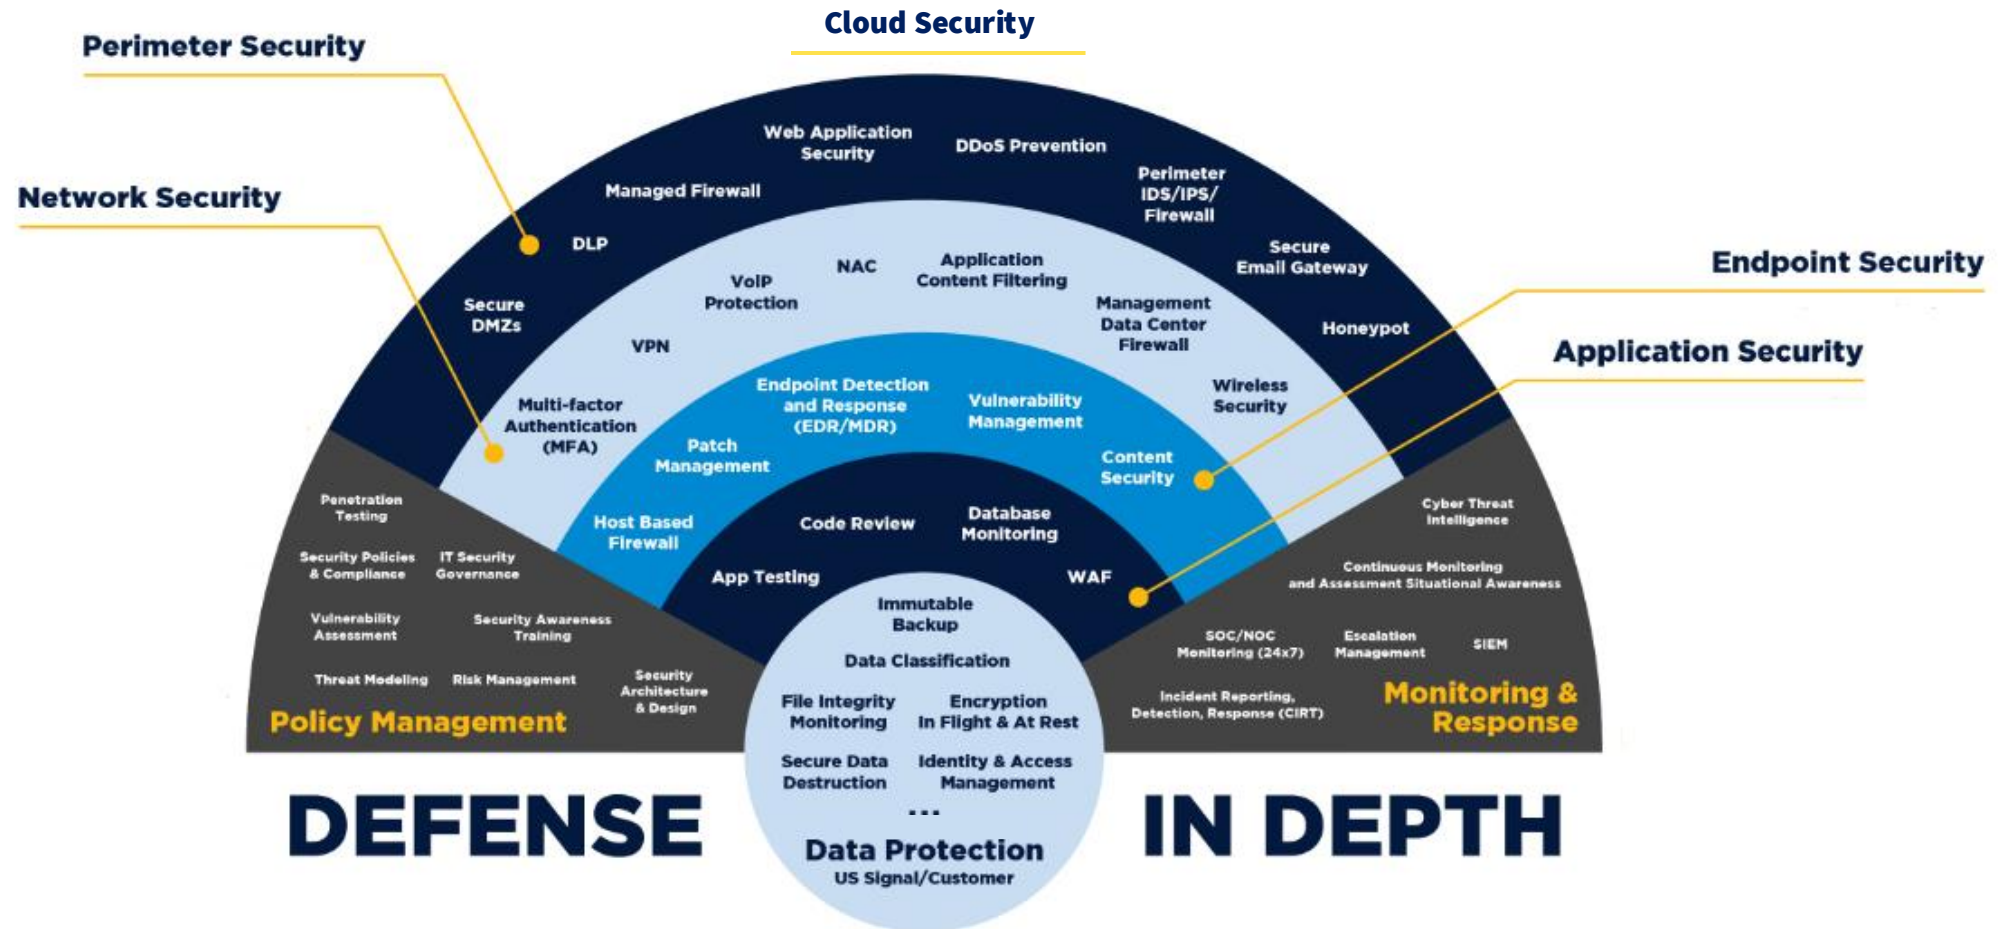 Cloud Security
Perimeter Security
Network Security
Endpoint Security
Application Security
Web Application
Security
DDoS Prevention
Managed Firewall
Perimeter
IDS/IPS/
Firewall
DLP
Secure
Email Gateway
Secure
DMZs
Honeypot
NAC
Application
Content Filtering
VoIP
Protection
Management
Data Center
Firewall
VPN
Wireless
Security
Multi-factor
Authentication
(MFA)
Endpoint Detection
and Response
(EDR/MDR)
Vulnerability
Management
Patch
Management
Content
Security
Host Based
Firewall
Code Review
Database
Monitoring
App Testing
WAF
Penetration
Testing
Security Policies
& Compliance
IT Security
Governance
Vulnerability
Assessment
Security Awareness
Training
Threat Modeling
Risk Management
Security
Architecture
& Design
Policy Management
Cyber Threat
Intelligence
Continuous Monitoring
and Assessment Situational Awareness
SOC/NOC
Monitoring (24x7)
Escalation
Management
SIEM
Incident Reporting,
Detection, Response (CIRT)
Monitoring &
Response
Immutable
Backup
Data Classification
File Integrity
Monitoring
Encryption
In Flight & At Rest
Secure Data
Destruction
Identity & Access
Management
...
Data Protection
US Signal/Customer
DEFENSE
IN DEPTH